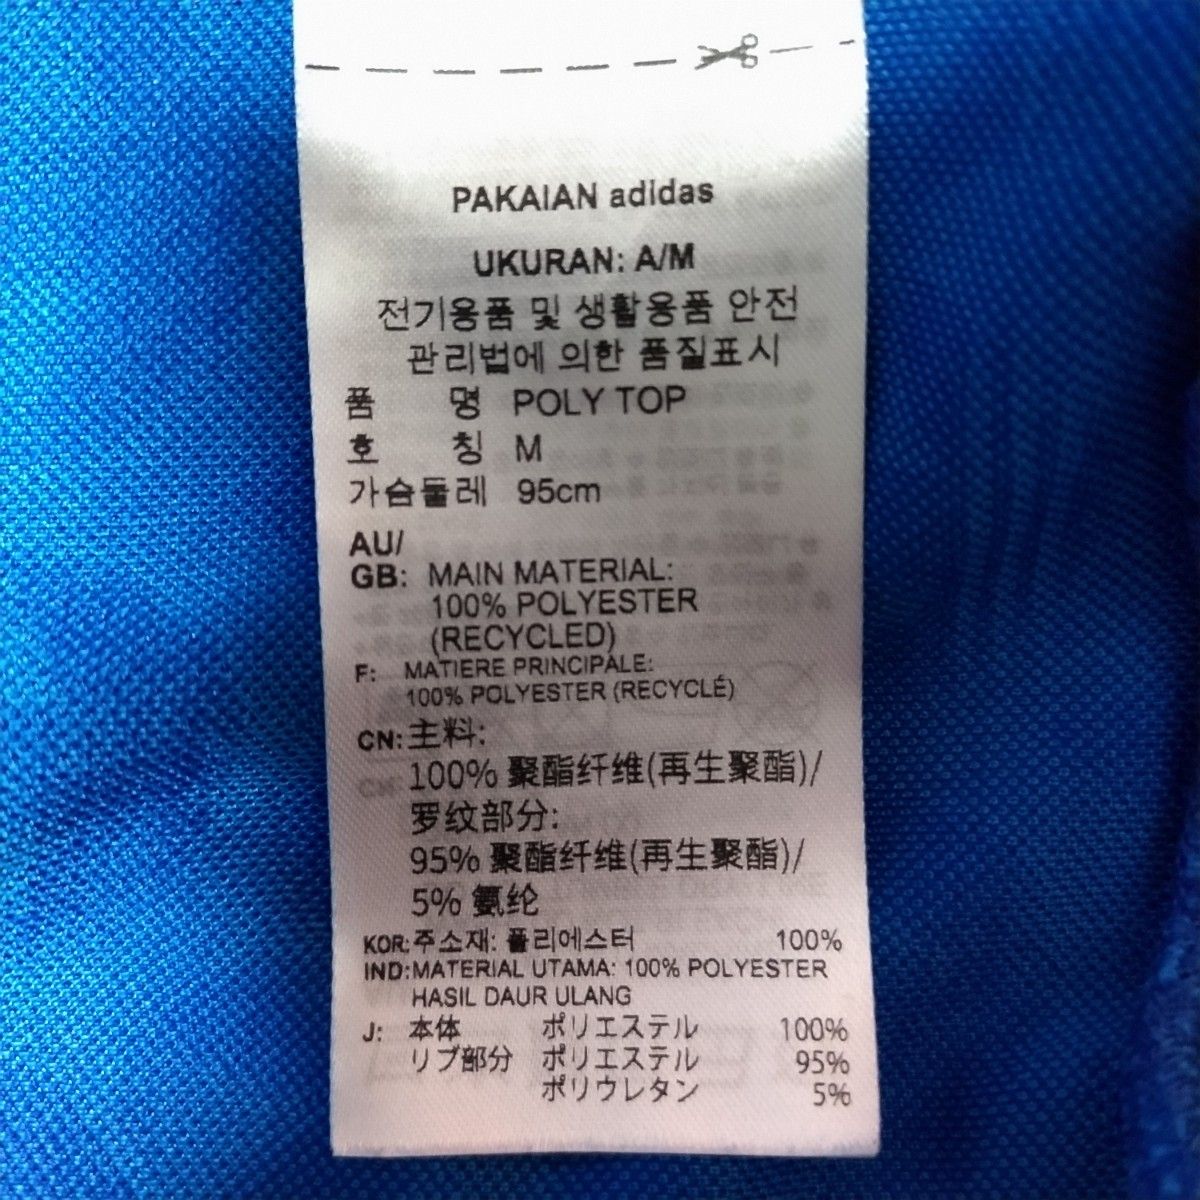 PAKAIAN adidas
UKURAN: A/M
전기용품 및 생활용품 안전
관리법에 의한 품질표시
품 명 POLY TOP
호 칭 M
가슴둘레 95cm
AU/
GB: MAIN MATERIAL:
100% POLYESTER
(RECYCLED)
F: MATIERE PRINCIPALE:
100% POLYESTER (RECYCLÉ)
CN: 主料:
100% 聚酯纤维(再生聚酯)/
罗纹部分:
95% 聚酯纤维(再生聚酯)/
5% 氨纶
KOR: 주소재: 폴리에스터 100%
IND: MATERIAL UTAMA: 100% POLYESTER
HASIL DAUR ULANG
J: 本体 ポリエステル 100%
リブ部分 ポリエステル 95%
ポリウレタン 5%